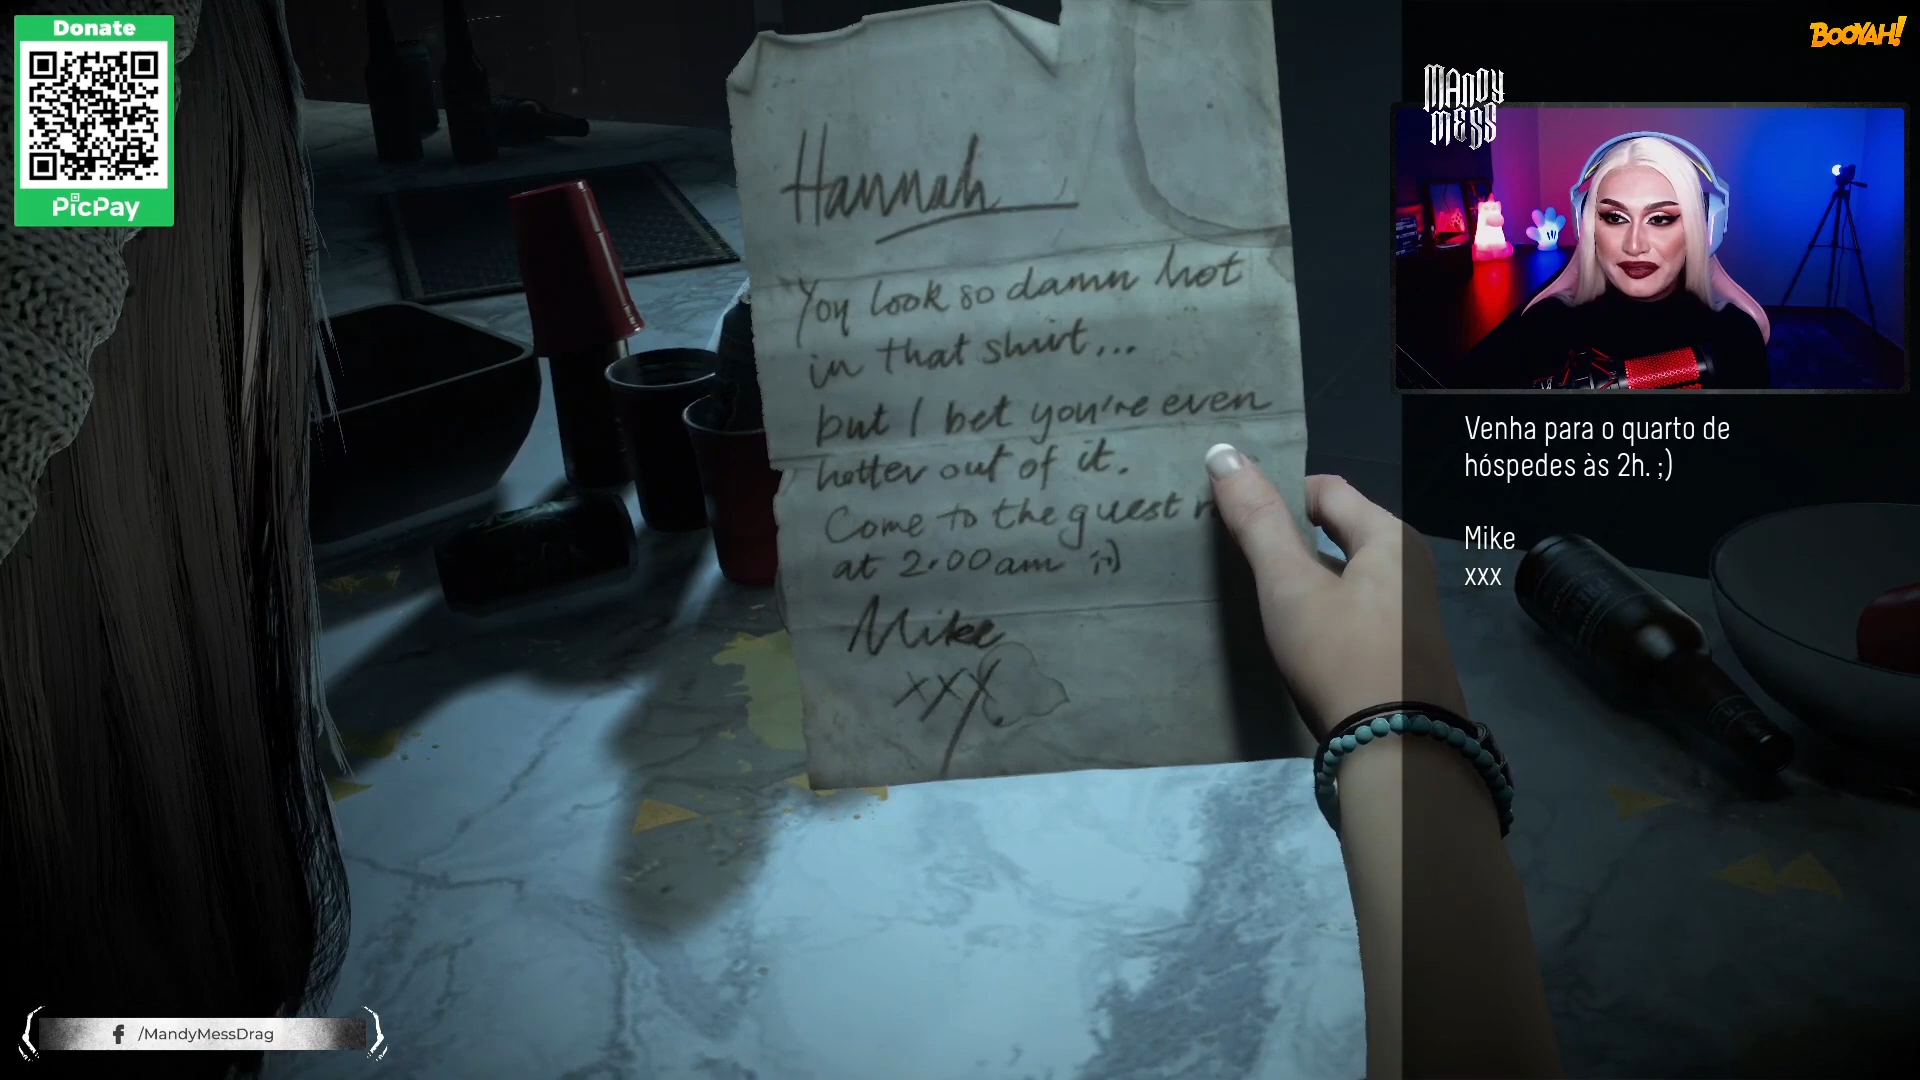 Donate
PicPay
Hannah
You look so damn hot
in that shirt...
but I bet you're even
hotter out of it.
Come to the guest
at 2.00am ;)
Mike
xxx
BOOYAH!
MANDY
MESS
Venha para o quarto de
hóspedes às 2h. ;)
Mike
xxx
/MandyMessDrag